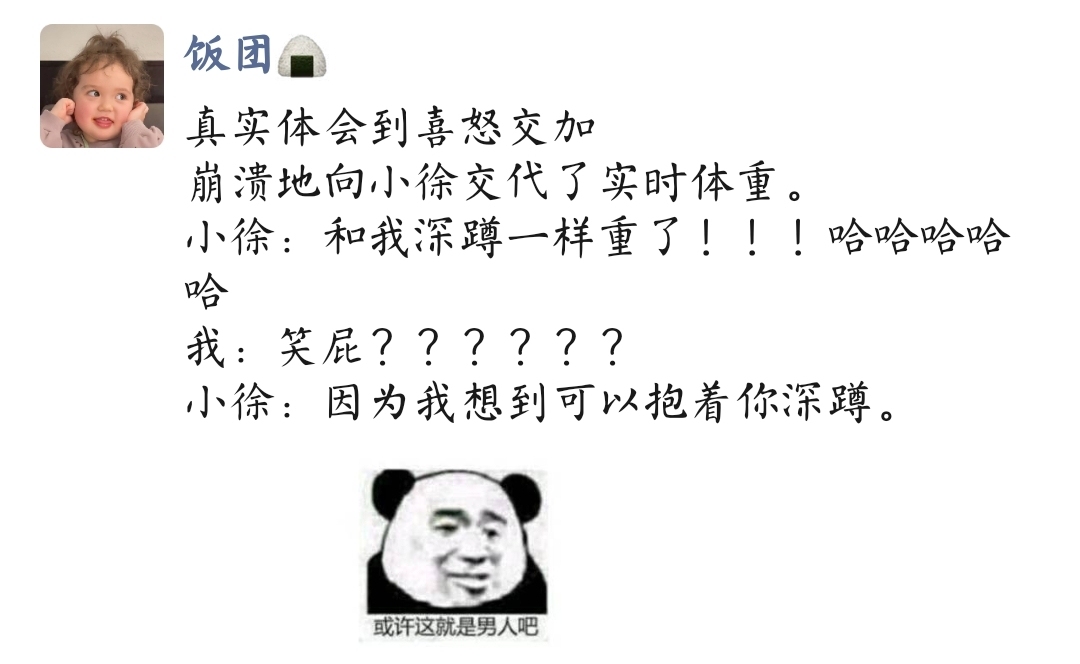 饭团🍙
真实体会到喜怒交加
崩溃地向小徐交代了实时体重。
小徐：和我深蹲一样重了！！！哈哈哈哈
哈
我：笑屁？？？？？？
小徐：因为我想到可以抱着你深蹲。
或许这就是男人吧